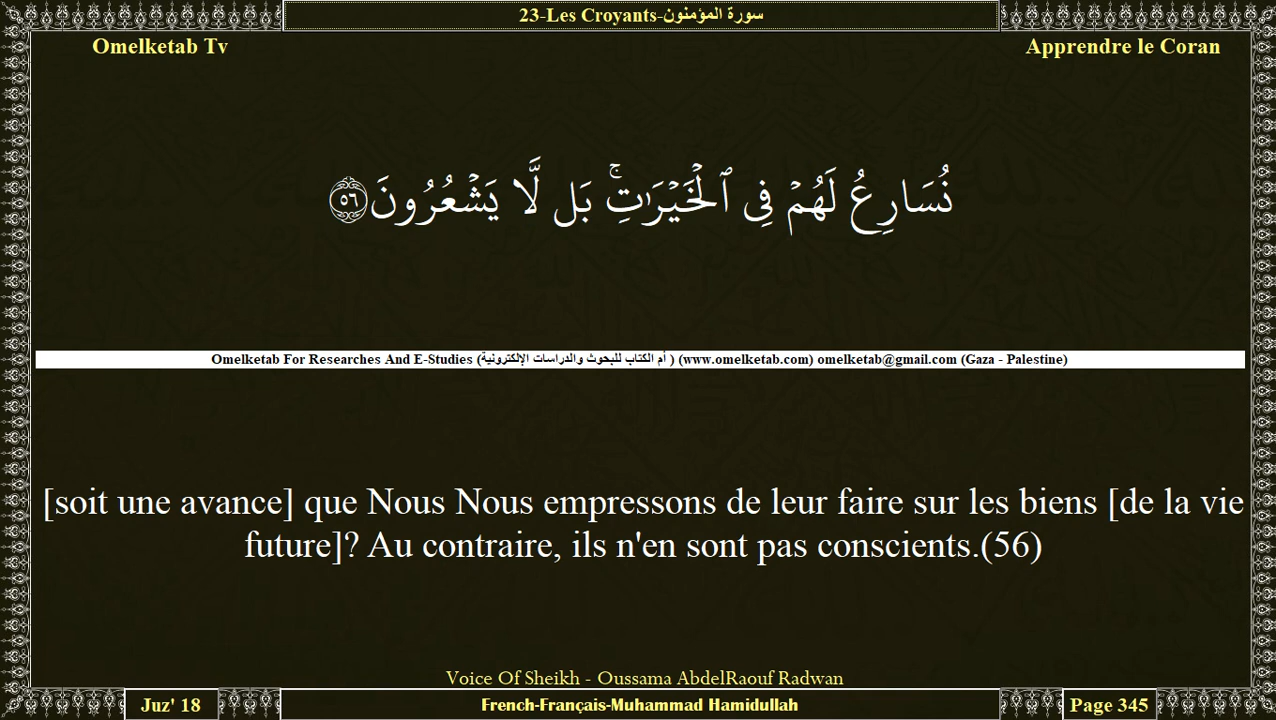 23-Les Croyants-سورة المؤمنون
Omelketab Tv
Apprendre le Coran
نُسَارِعُ لَهُمْ فِى ٱلْخَيْرَٰتِ ۚ بَل لَّا يَشْعُرُونَ ٥٦
Omelketab For Researches And E-Studies (أم الكتاب للبحوث والدراسات الإلكترونية ) (www.omelketab.com) omelketab@gmail.com (Gaza - Palestine)
[soit une avance] que Nous Nous empressons de leur faire sur les biens [de la vie
future]? Au contraire, ils n'en sont pas conscients.(56)
Voice Of Sheikh - Oussama AbdelRaouf Radwan
Juz' 18
French-Français-Muhammad Hamidullah
Page 345